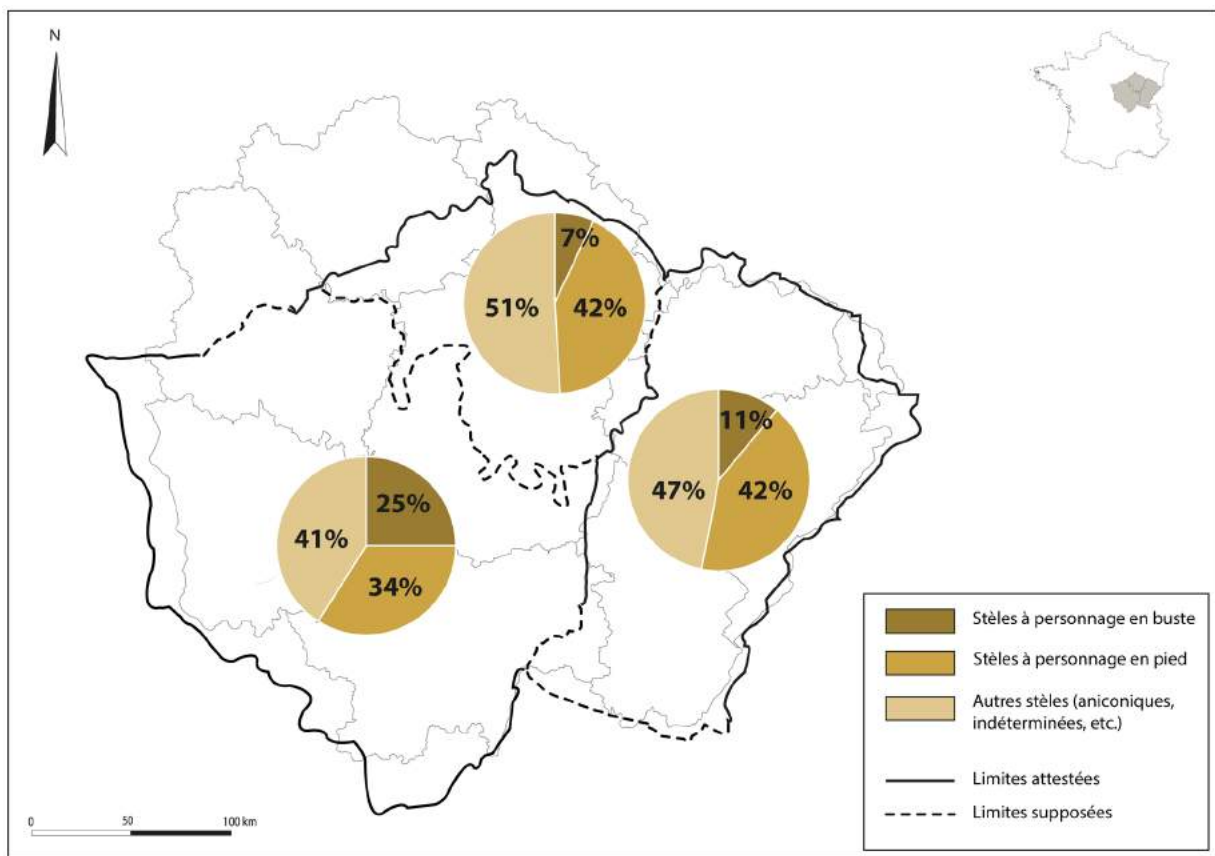 N
7%
51%
42%
11%
47%
42%
25%
41%
34%
Stèles à personnage en buste
Stèles à personnage en pied
Autres stèles (aniconiques,
indéterminées, etc.)
Limites attestées
Limites supposées
0 50 100 km